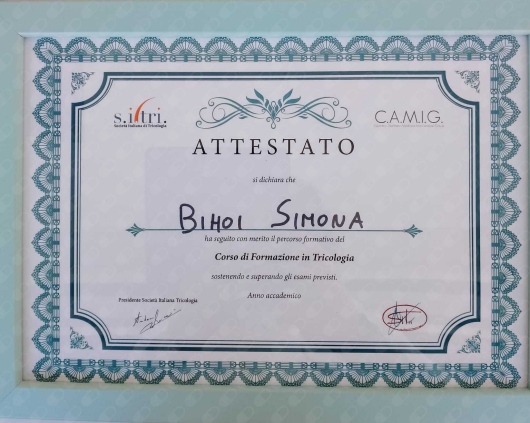 s.i.tri.
Società Italiana di Tricologia
C.A.M.I.G.
ATTESTATO
si dichiara che
BIHOI SIMONA
ha seguito con merito il percorso formativo del
Corso di Formazione in Tricologia
sostenendo e superando gli esami previsti.
Anno accademico
Presidente Società Italiana Tricologia